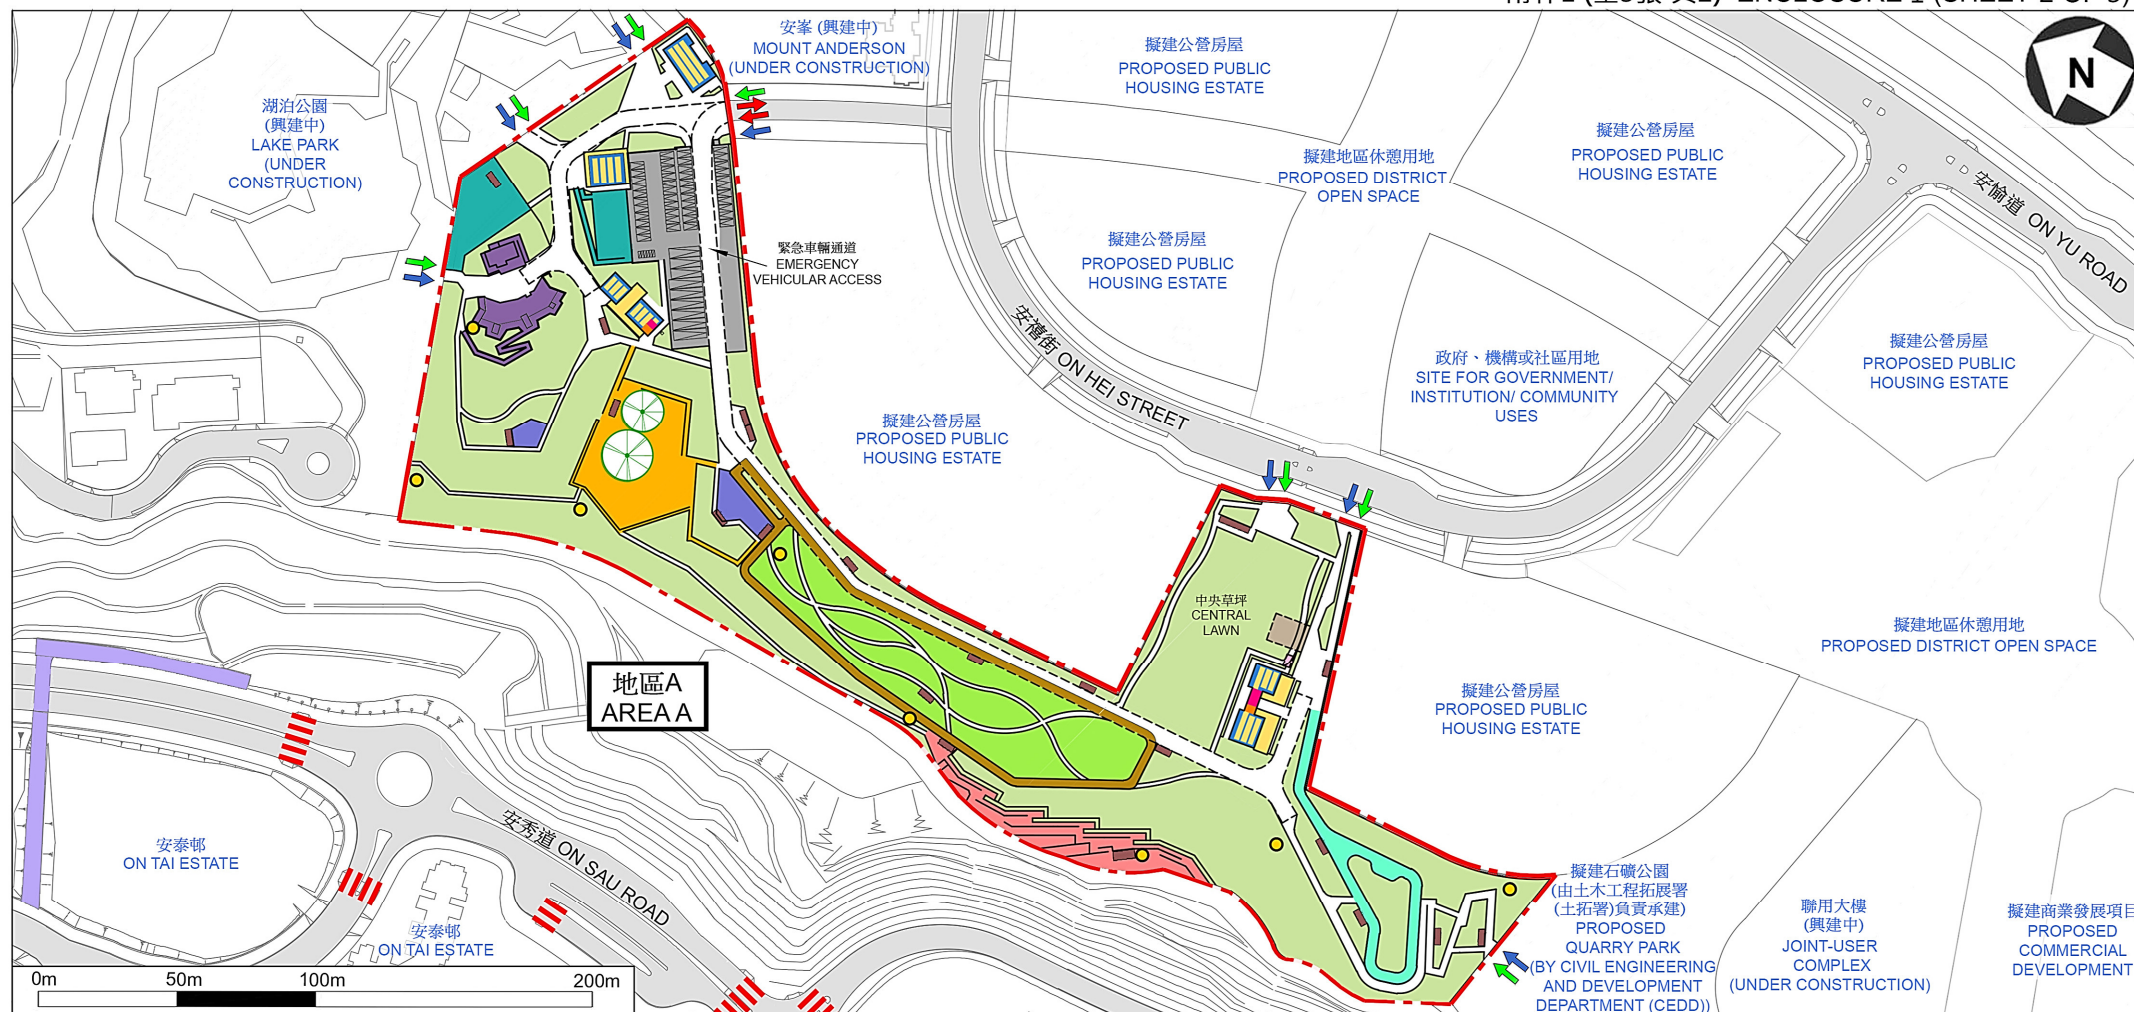 安峯 (興建中)
MOUNT ANDERSON
(UNDER CONSTRUCTION)
擬建公營房屋
PROPOSED PUBLIC
HOUSING ESTATE
N
湖泊公園
(興建中)
LAKE PARK
(UNDER
CONSTRUCTION)
擬建地區休憩用地
PROPOSED DISTRICT
OPEN SPACE
擬建公營房屋
PROPOSED PUBLIC
HOUSING ESTATE
安愉道 ON YU ROAD
緊急車輛通道
EMERGENCY
VEHICULAR ACCESS
擬建公營房屋
PROPOSED PUBLIC
HOUSING ESTATE
安禧街 ON HEI STREET
政府、機構或社區用地
SITE FOR GOVERNMENT/
INSTITUTION/ COMMUNITY
USES
擬建公營房屋
PROPOSED PUBLIC
HOUSING ESTATE
擬建公營房屋
PROPOSED PUBLIC
HOUSING ESTATE
中央草坪
CENTRAL
LAWN
擬建地區休憩用地
PROPOSED DISTRICT OPEN SPACE
地區A
AREA A
擬建公營房屋
PROPOSED PUBLIC
HOUSING ESTATE
安泰邨
ON TAI ESTATE
安秀道 ON SAU ROAD
安泰邨
ON TAI ESTATE
擬建石礦公園
(由土木工程拓展署
(土拓署)負責承建)
PROPOSED
QUARRY PARK
(BY CIVIL ENGINEERING
AND DEVELOPMENT
DEPARTMENT (CEDD))
聯用大樓
(興建中)
JOINT-USER
COMPLEX
(UNDER CONSTRUCTION)
擬建商業發展項目
PROPOSED
COMMERCIAL
DEVELOPMENT
0m 50m 100m 200m